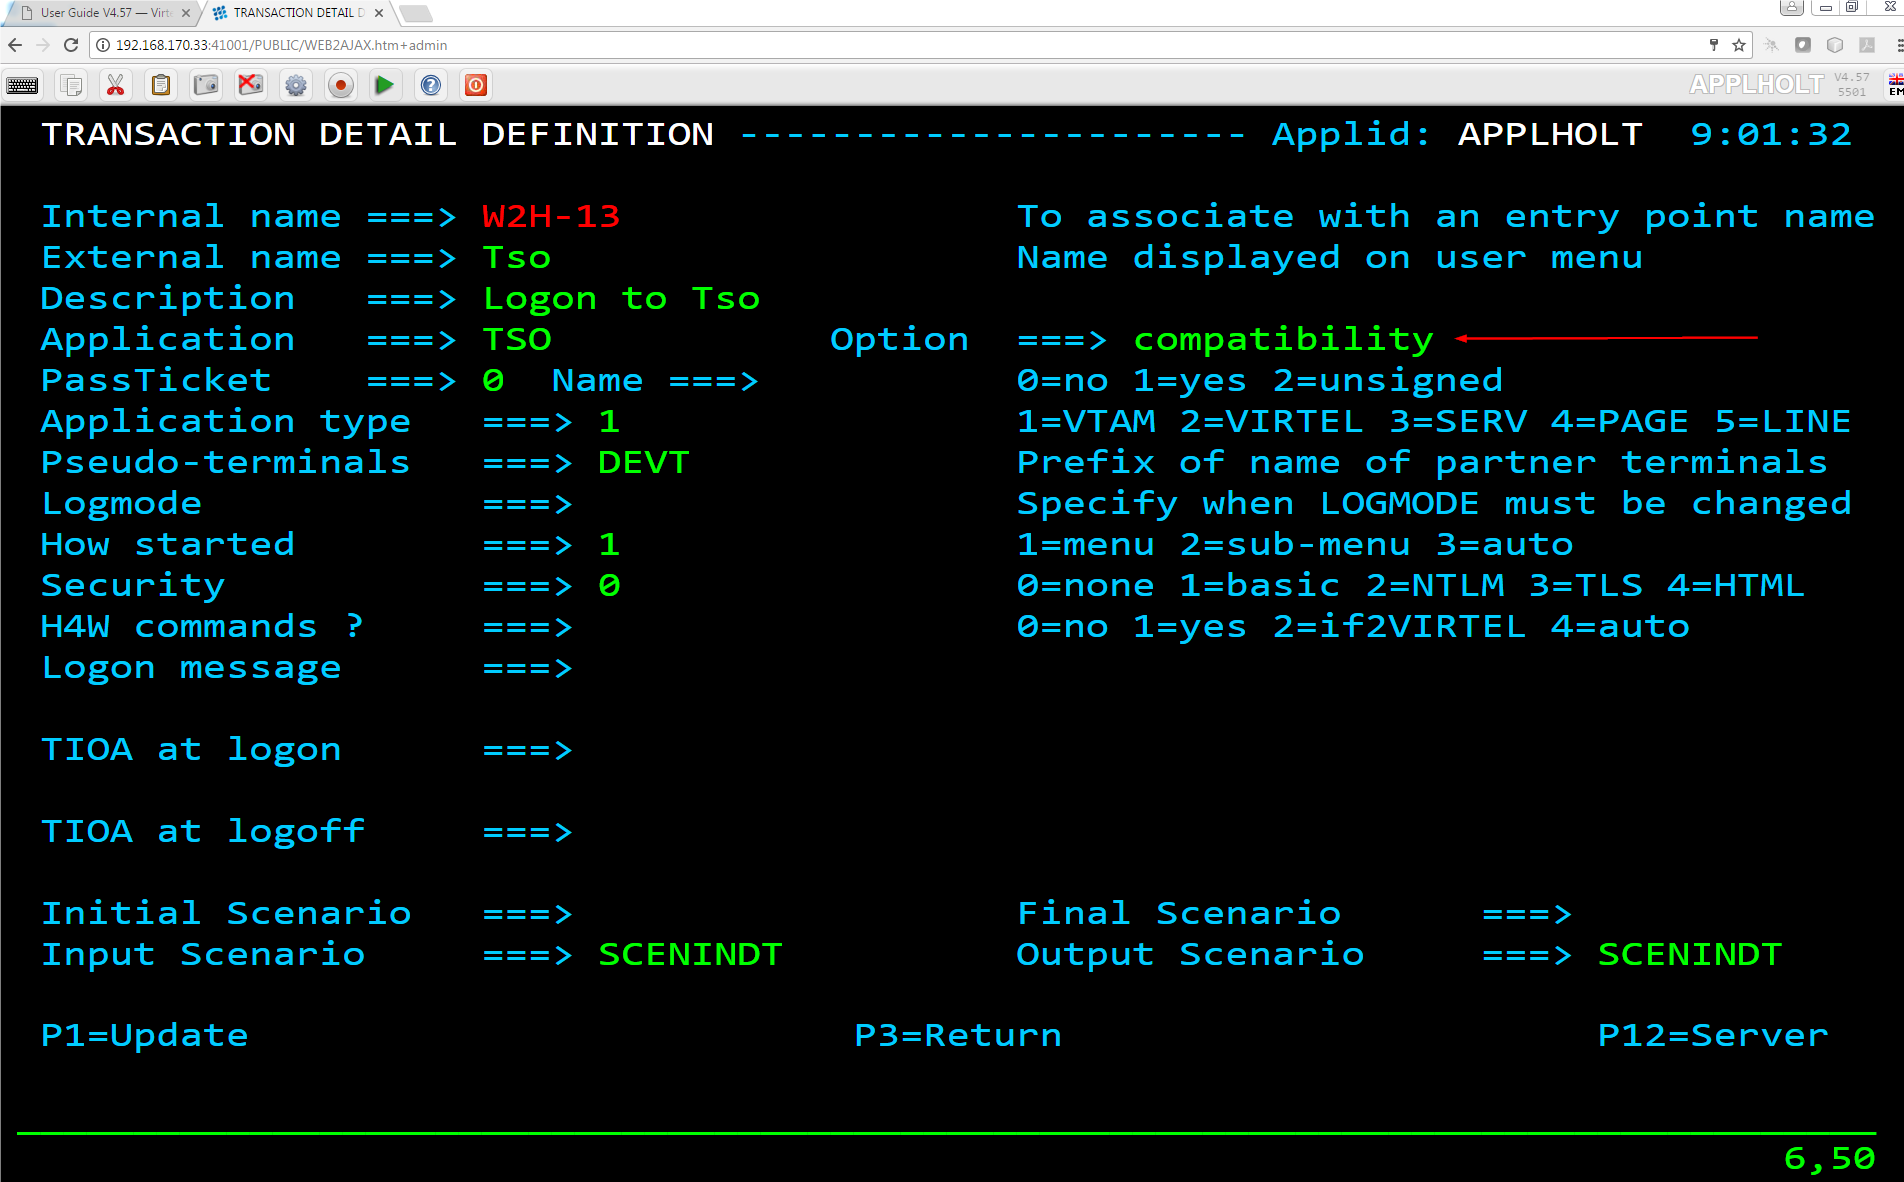 User Guide V4.57 — Virt
TRANSACTION DETAIL D
192.168.170.33:41001/PUBLIC/WEB2AJAX.htm+admin
APPLHOLT V4.57
5501
EM
TRANSACTION DETAIL DEFINITION ---------------------- Applid: APPLHOLT 9:01:32
Internal name ===> W2H-13 To associate with an entry point name
External name ===> Tso Name displayed on user menu
Description ===> Logon to Tso
Application ===> TSO Option ===> compatibility
PassTicket ===> 0 Name ===> 0=no 1=yes 2=unsigned
Application type ===> 1 1=VTAM 2=VIRTEL 3=SERV 4=PAGE 5=LINE
Pseudo-terminals ===> DEVT Prefix of name of partner terminals
Logmode ===> Specify when LOGMODE must be changed
How started ===> 1 1=menu 2=sub-menu 3=auto
Security ===> 0 0=none 1=basic 2=NTLM 3=TLS 4=HTML
H4W commands ? ===> 0=no 1=yes 2=if2VIRTEL 4=auto
Logon message ===>
TIOA at logon ===>
TIOA at logoff ===>
Initial Scenario ===> Final Scenario ===>
Input Scenario ===> SCENINDT Output Scenario ===> SCENINDT
P1=Update P3=Return P12=Server
6,50